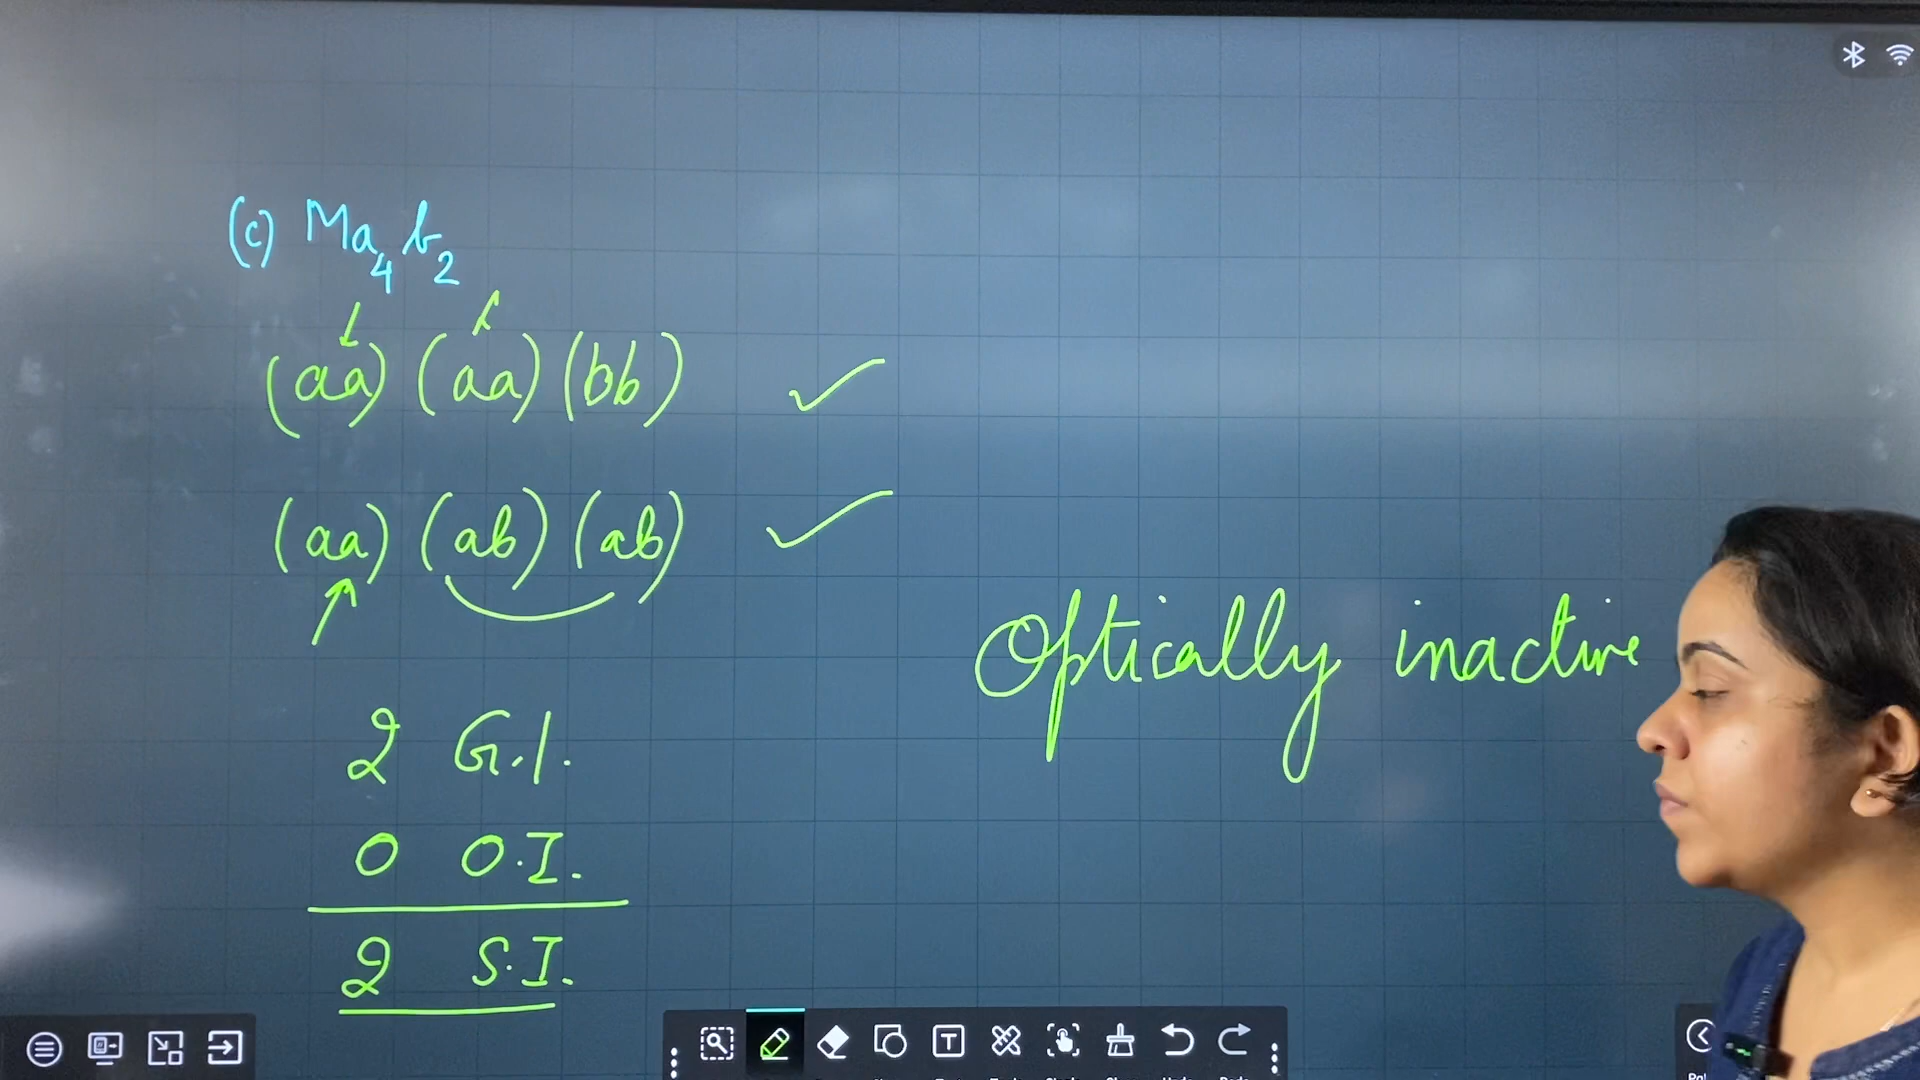 (c) Ma₄b₂
(aa) (aa) (bb) ✓
(aa) (ab) (ab) ✓
Optically inactive
2 G.I.
0 O.I.
2 S.I.